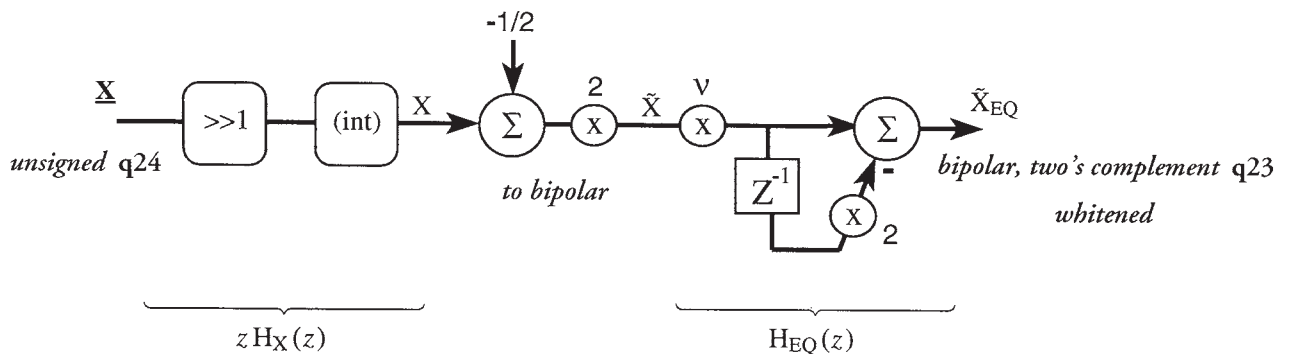 -1/2
X
>>1
(int)
X
Σ
2
x
X̃
ν
x
Σ
X̃EQ
unsigned q24
to bipolar
Z⁻¹
-
x
2
bipolar, two's complement q23
whitened
z HX(z)
HEQ(z)